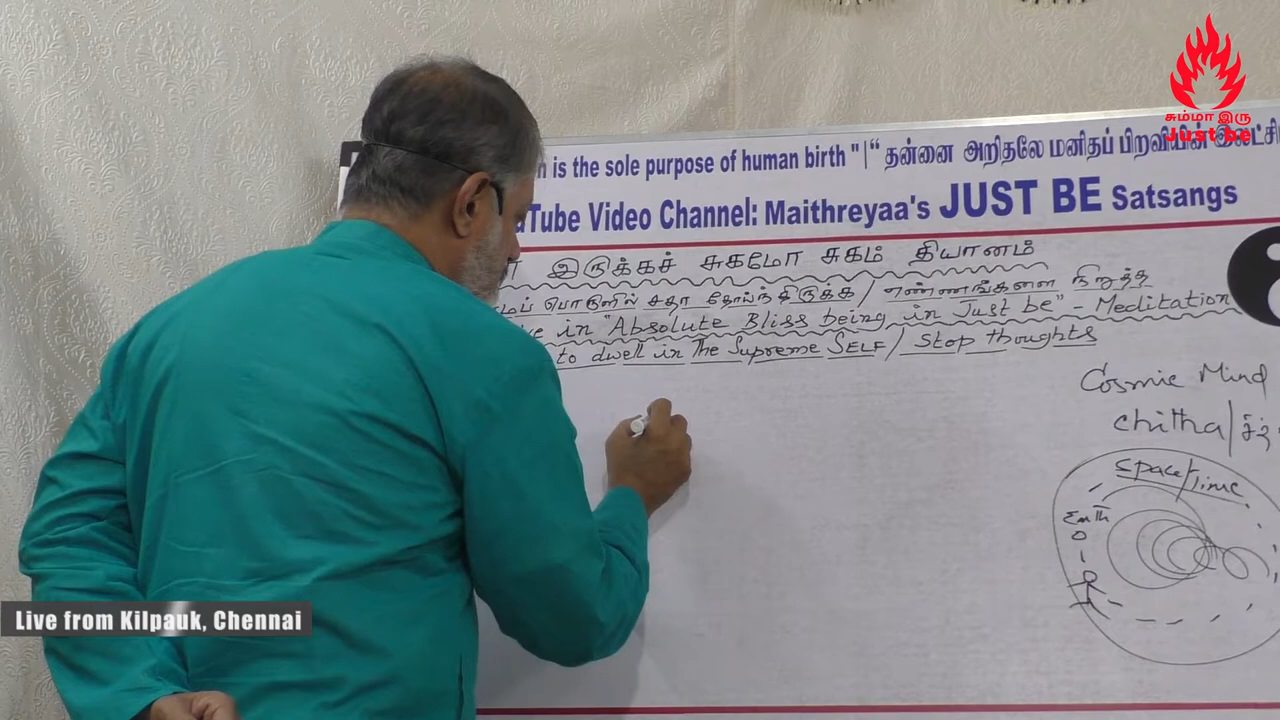 சும்மா இரு
Just be
n is the sole purpose of human birth " | “ தன்னை அறிதலே மனிதப் பிறவியின்
Tube Video Channel: Maithreyaa's JUST BE Satsangs
இருக்கச் சுகமோ சுகம் தியானம்
பொருளில் சதா தோய்ந்திருக்க / எண்ணங்களை நிறுத்த
in "Absolute Bliss being in Just be" - Meditation
to dwell in The Supreme SELF / Stop Thoughts
Cosmic Mind
Chitha /
Space/Time
Earth
Live from Kilpauk, Chennai